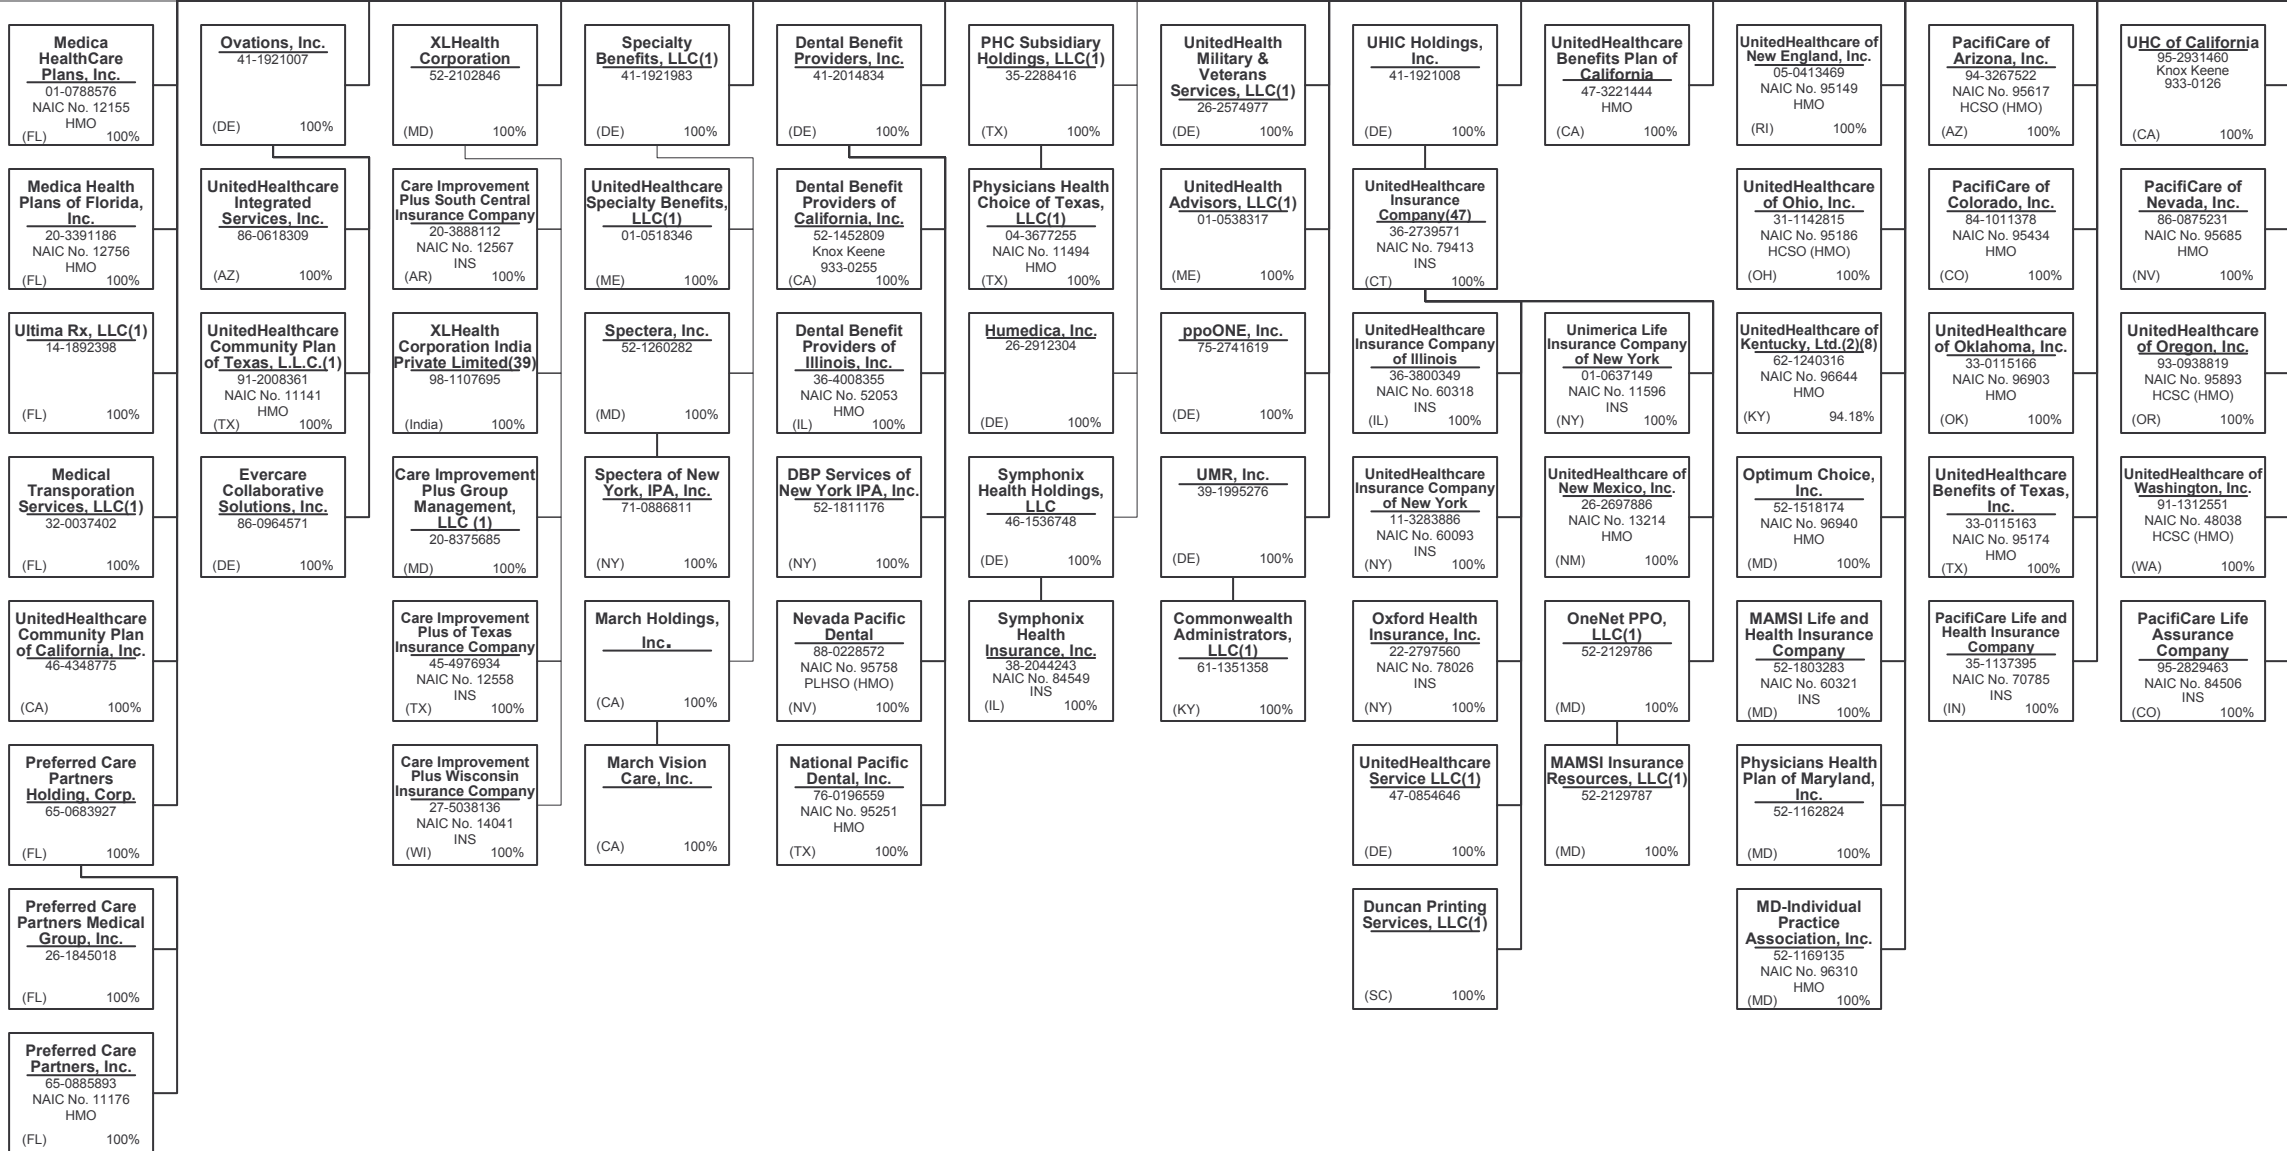 Medica
HealthCare
Plans, Inc.
01-0788576
NAIC No. 12155
HMO
(FL) 100%
Medica Health
Plans of Florida,
Inc.
20-3391186
NAIC No. 12756
HMO
(FL) 100%
Ultima Rx, LLC(1)
14-1892398
(FL) 100%
Medical
Transporation
Services, LLC(1)
32-0037402
(FL) 100%
UnitedHealthcare
Community Plan
of California, Inc.
46-4348775
(CA) 100%
Preferred Care
Partners
Holding, Corp.
65-0683927
(FL) 100%
Preferred Care
Partners Medical
Group, Inc.
26-1845018
(FL) 100%
Preferred Care
Partners, Inc.
65-0885893
NAIC No. 11176
HMO
(FL) 100%
Ovations, Inc.
41-1921007
(DE) 100%
UnitedHealthcare
Integrated
Services, Inc.
86-0618309
(AZ) 100%
UnitedHealthcare
Community Plan
of Texas, L.L.C.(1)
91-2008361
NAIC No. 11141
HMO
(TX) 100%
Evercare
Collaborative
Solutions, Inc.
86-0964571
(DE) 100%
XLHealth
Corporation
52-2102846
(MD) 100%
Care Improvement
Plus South Central
Insurance Company
20-3888112
NAIC No. 12567
INS
(AR) 100%
XLHealth
Corporation India
Private Limited(39)
98-1107695
(India) 100%
Care Improvement
Plus Group
Management,
LLC (1)
20-8375685
(MD) 100%
Care Improvement
Plus of Texas
Insurance Company
45-4976934
NAIC No. 12558
INS
(TX) 100%
Care Improvement
Plus Wisconsin
Insurance Company
27-5038136
NAIC No. 14041
INS
(WI) 100%
Specialty
Benefits, LLC(1)
41-1921983
(DE) 100%
UnitedHealthcare
Specialty Benefits,
LLC(1)
01-0518346
(ME) 100%
Spectera, Inc.
52-1260282
(MD) 100%
Spectera of New
York, IPA, Inc.
71-0886811
(NY) 100%
March Holdings,
Inc.
(CA) 100%
March Vision
Care, Inc.
(CA) 100%
Dental Benefit
Providers, Inc.
41-2014834
(DE) 100%
Dental Benefit
Providers of
California, Inc.
52-1452809
Knox Keene
933-0255
(CA) 100%
Dental Benefit
Providers of
Illinois, Inc.
36-4008355
NAIC No. 52053
HMO
(IL) 100%
DBP Services of
New York IPA, Inc.
52-1811176
(NY) 100%
Nevada Pacific
Dental
88-0228572
NAIC No. 95758
PLHSO (HMO)
(NV) 100%
National Pacific
Dental, Inc.
76-0196559
NAIC No. 95251
HMO
(TX) 100%
PHC Subsidiary
Holdings, LLC(1)
35-2288416
(TX) 100%
Physicians Health
Choice of Texas,
LLC(1)
04-3677255
NAIC No. 11494
HMO
(TX) 100%
Humedica, Inc.
26-2912304
(DE) 100%
Symphonix
Health Holdings,
LLC
46-1536748
(DE) 100%
Symphonix
Health
Insurance, Inc.
38-2044243
NAIC No. 84549
INS
(IL) 100%
UnitedHealth
Military &
Veterans
Services, LLC(1)
26-2574977
(DE) 100%
UnitedHealth
Advisors, LLC(1)
01-0538317
(ME) 100%
ppoONE, Inc.
75-2741619
(DE) 100%
UMR, Inc.
39-1995276
(DE) 100%
Commonwealth
Administrators,
LLC(1)
61-1351358
(KY) 100%
UHIC Holdings,
Inc.
41-1921008
(DE) 100%
UnitedHealthcare
Insurance
Company(47)
36-2739571
NAIC No. 79413
INS
(CT) 100%
UnitedHealthcare
Insurance Company
of Illinois
36-3800349
NAIC No. 60318
INS
(IL) 100%
UnitedHealthcare
Insurance Company
of New York
11-3283886
NAIC No. 60093
INS
(NY) 100%
Oxford Health
Insurance, Inc.
22-2797560
NAIC No. 78026
INS
(NY) 100%
UnitedHealthcare
Service LLC(1)
47-0854646
(DE) 100%
Duncan Printing
Services, LLC(1)
(SC) 100%
UnitedHealthcare
Benefits Plan of
California
47-3221444
HMO
(CA) 100%
Unimerica Life
Insurance Company
of New York
01-0637149
NAIC No. 11596
INS
(NY) 100%
UnitedHealthcare of
New Mexico, Inc.
26-2697886
NAIC No. 13214
HMO
(NM) 100%
OneNet PPO,
LLC(1)
52-2129786
(MD) 100%
MAMSI Insurance
Resources, LLC(1)
52-2129787
(MD) 100%
UnitedHealthcare of
New England, Inc.
05-0413469
NAIC No. 95149
HMO
(RI) 100%
UnitedHealthcare
of Ohio, Inc.
31-1142815
NAIC No. 95186
HCSO (HMO)
(OH) 100%
UnitedHealthcare of
Kentucky, Ltd.(2)(8)
62-1240316
NAIC No. 96644
HMO
(KY) 94.18%
Optimum Choice,
Inc.
52-1518174
NAIC No. 96940
HMO
(MD) 100%
MAMSI Life and
Health Insurance
Company
52-1803283
NAIC No. 60321
INS
(MD) 100%
Physicians Health
Plan of Maryland,
Inc.
52-1162824
(MD) 100%
MD-Individual
Practice
Association, Inc.
52-1169135
NAIC No. 96310
HMO
(MD) 100%
PacifiCare of
Arizona, Inc.
94-3267522
NAIC No. 95617
HCSO (HMO)
(AZ) 100%
PacifiCare of
Colorado, Inc.
84-1011378
NAIC No. 95434
HMO
(CO) 100%
UnitedHealthcare
of Oklahoma, Inc.
33-0115166
NAIC No. 96903
HMO
(OK) 100%
UnitedHealthcare
Benefits of Texas,
Inc.
33-0115163
NAIC No. 95174
HMO
(TX) 100%
PacifiCare Life and
Health Insurance
Company
35-1137395
NAIC No. 70785
INS
(IN) 100%
UHC of California
95-2931460
Knox Keene
933-0126
(CA) 100%
PacifiCare of
Nevada, Inc.
86-0875231
NAIC No. 95685
HMO
(NV) 100%
UnitedHealthcare
of Oregon, Inc.
93-0938819
NAIC No. 95893
HCSC (HMO)
(OR) 100%
UnitedHealthcare of
Washington, Inc.
91-1312551
NAIC No. 48038
HCSC (HMO)
(WA) 100%
PacifiCare Life
Assurance
Company
95-2829463
NAIC No. 84506
INS
(CO) 100%